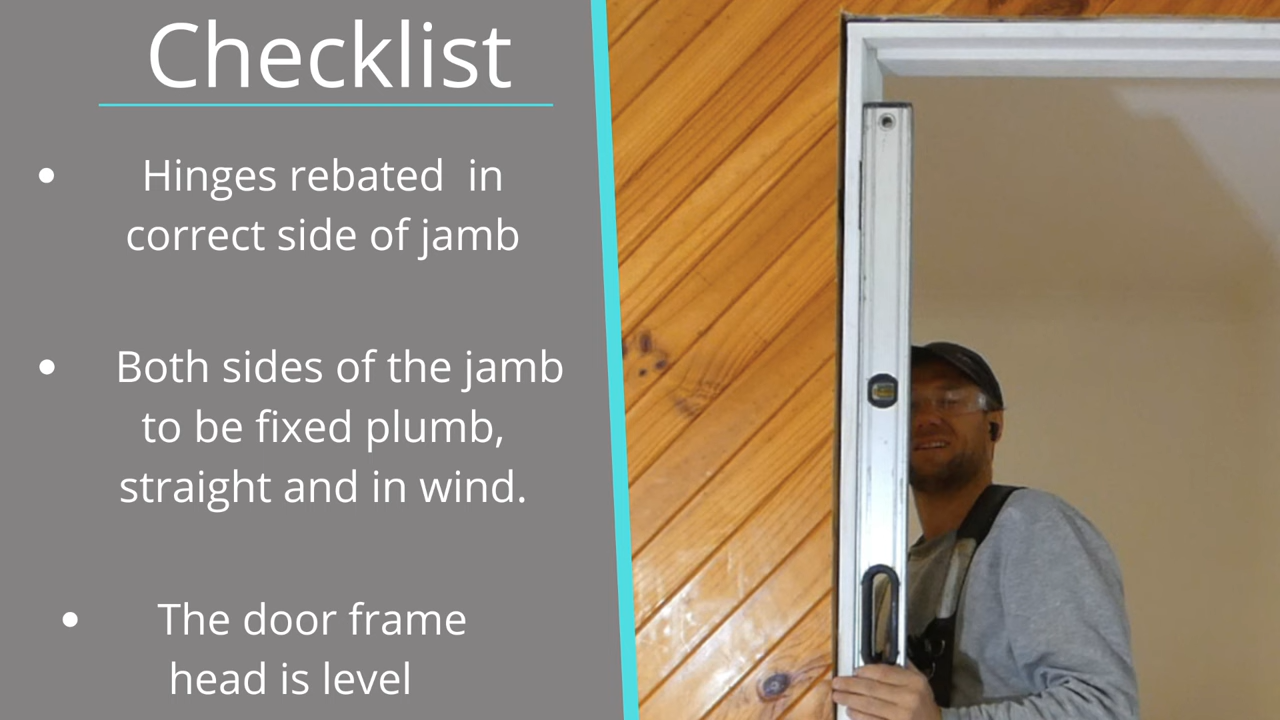 Checklist
• Hinges rebated in
correct side of jamb
• Both sides of the jamb
to be fixed plumb,
straight and in wind.
• The door frame
head is level